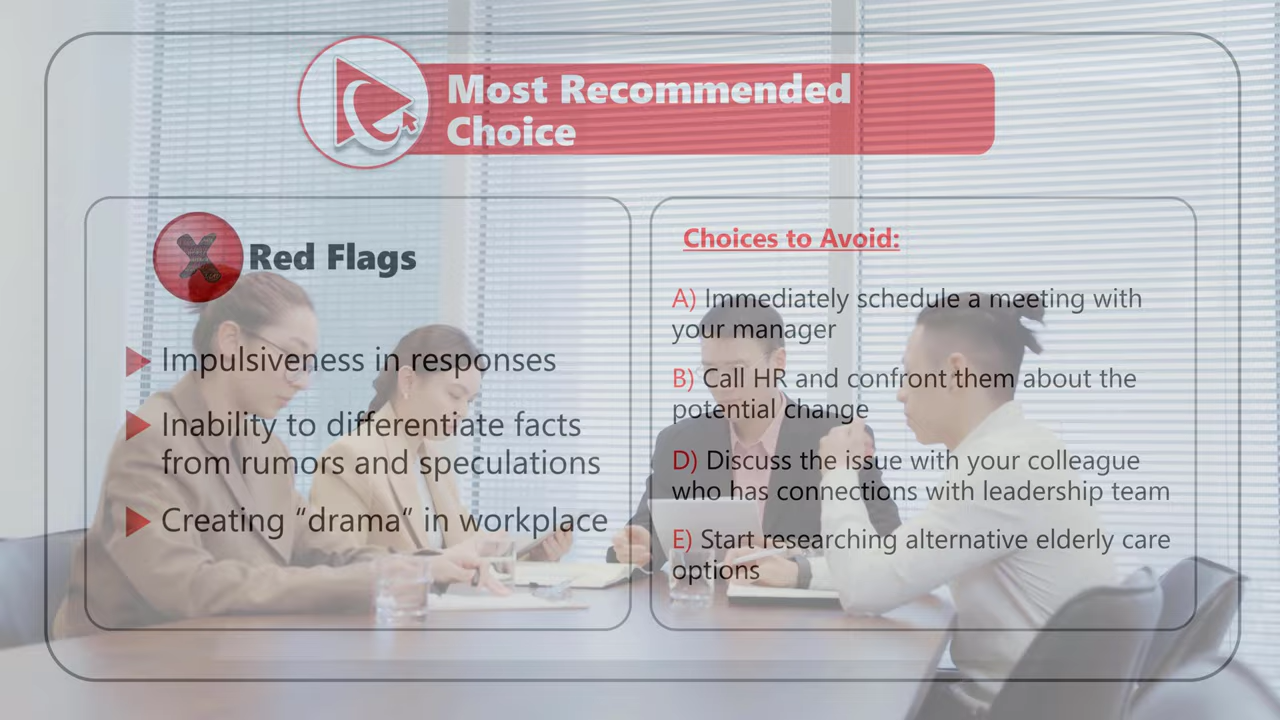 Most Recommended
Choice
Red Flags
Impulsiveness in responses
Inability to differentiate facts
from rumors and speculations
Creating “drama” in workplace
Choices to Avoid:
A) Immediately schedule a meeting with
your manager
B) Call HR and confront them about the
potential change
D) Discuss the issue with your colleague
who has connections with leadership team
E) Start researching alternative elderly care
options